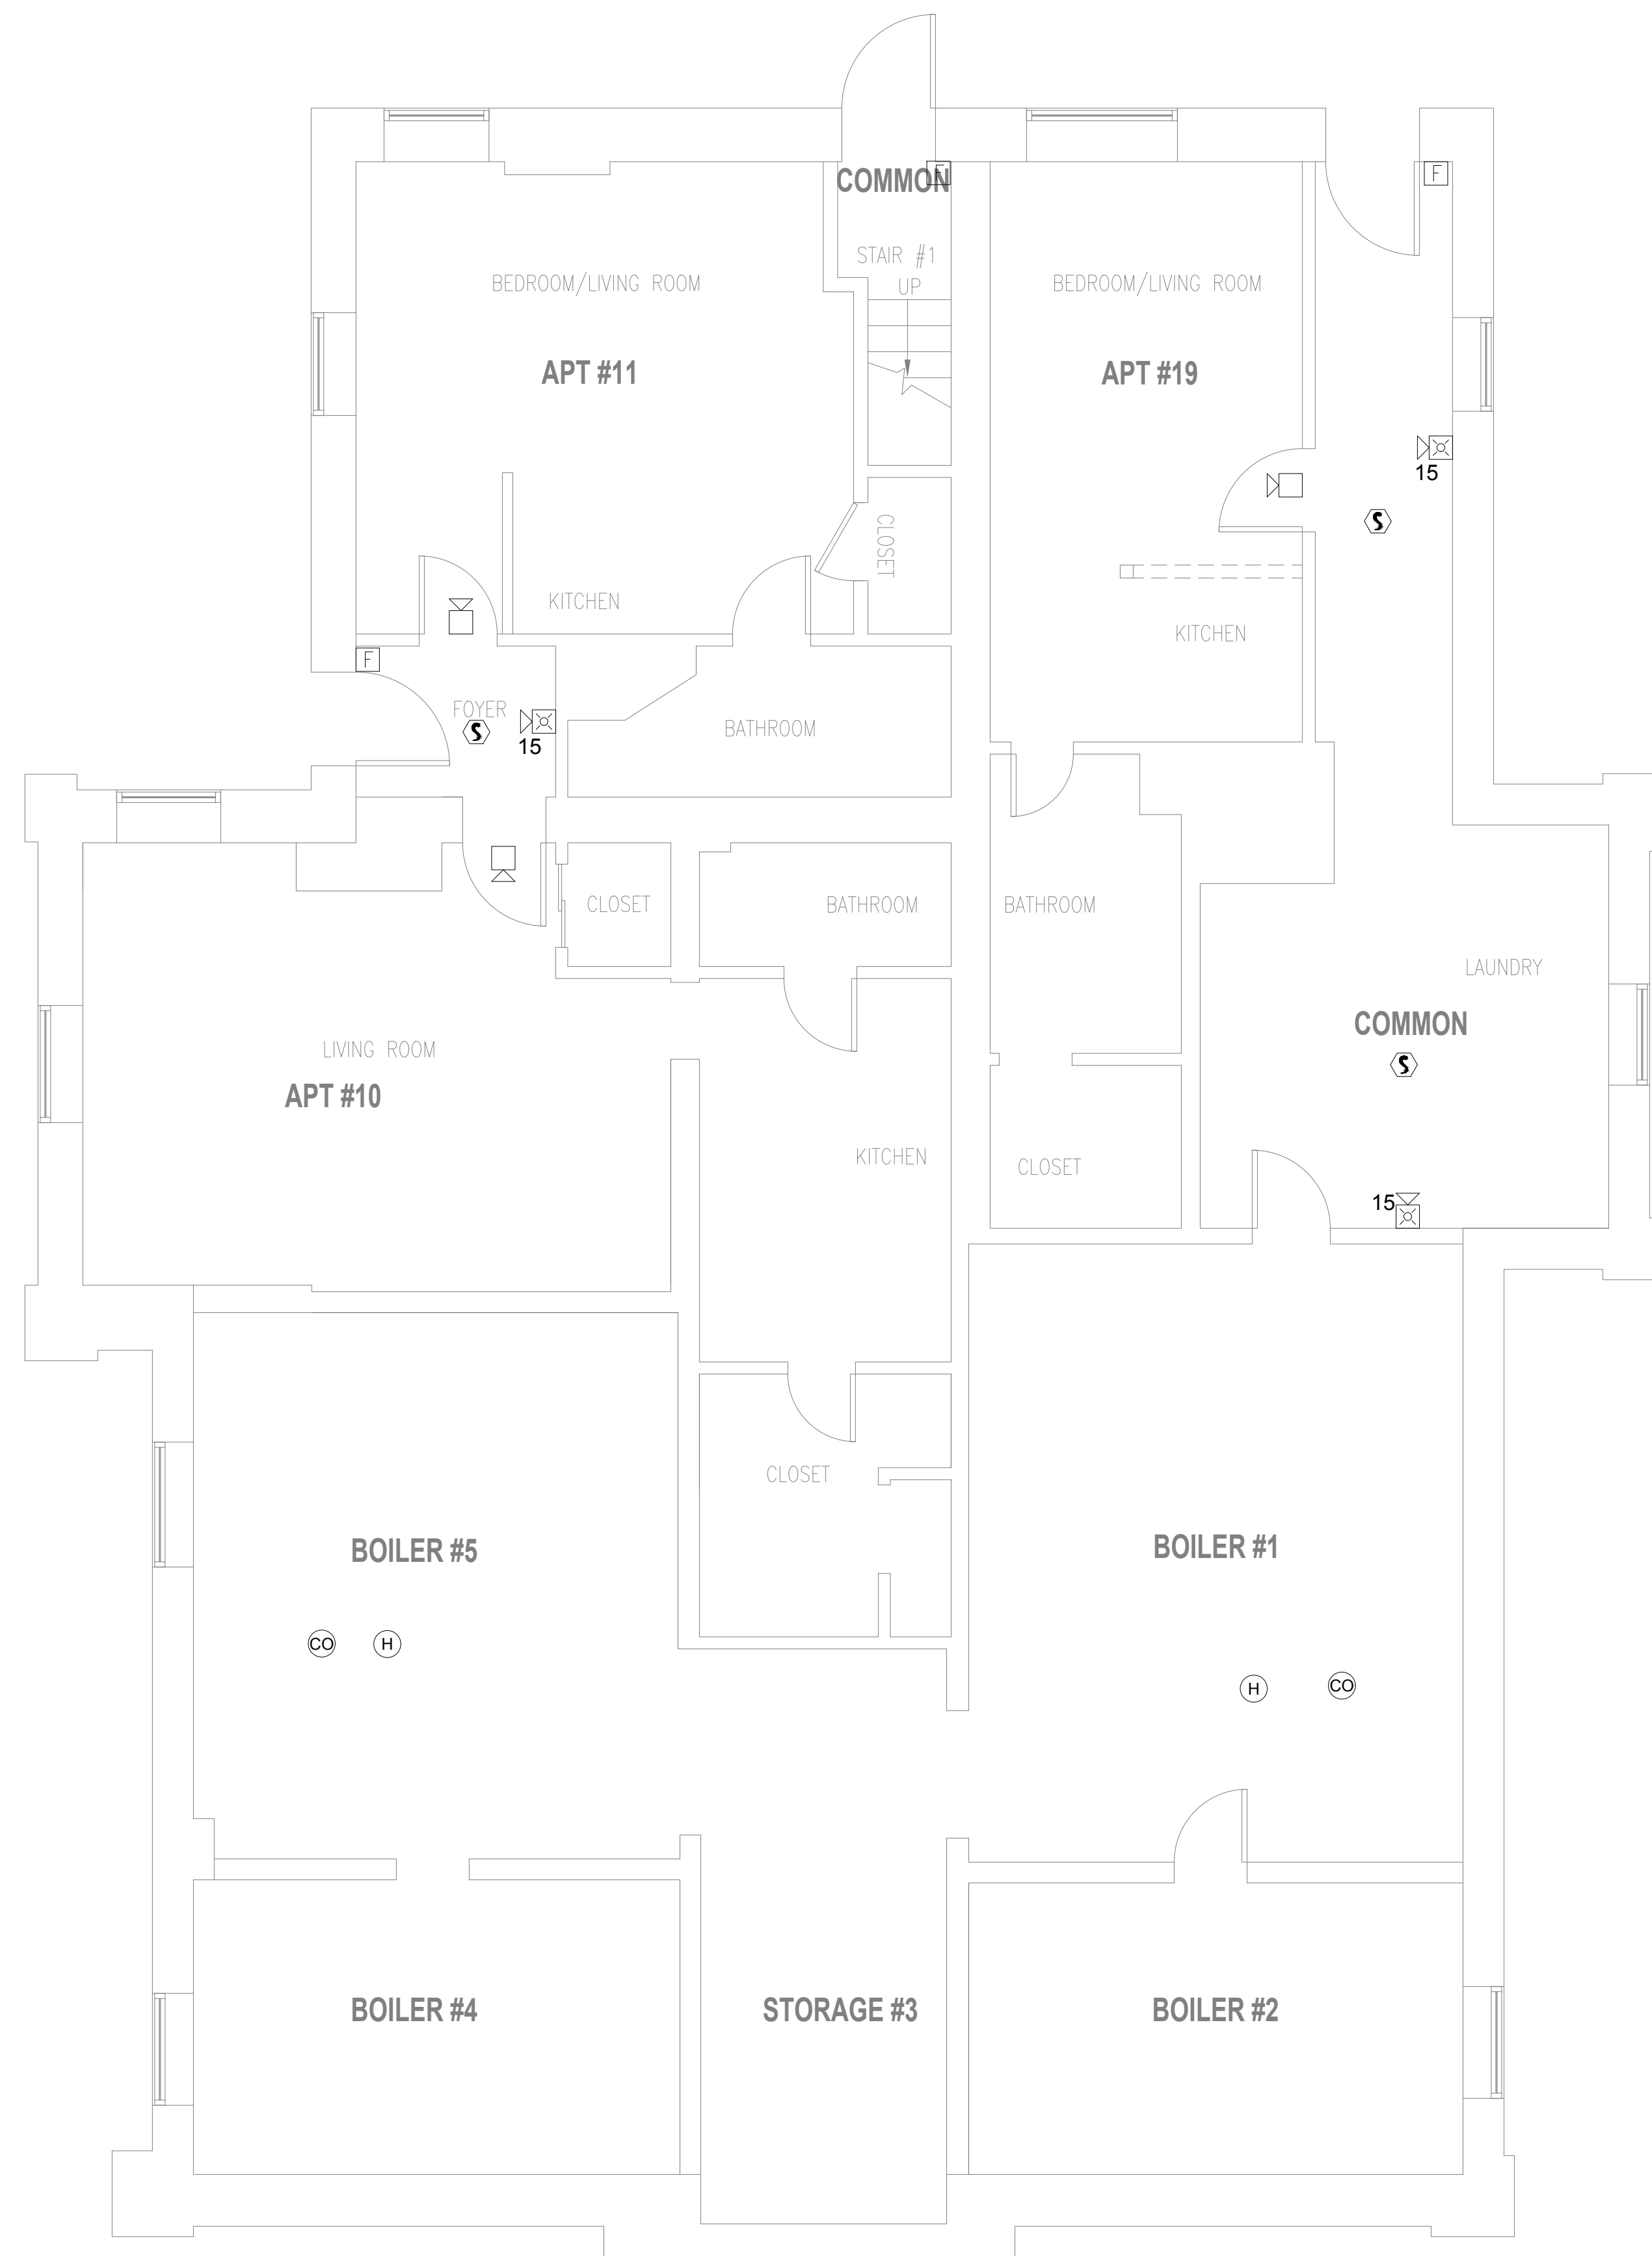 COMMON
F
F
STAIR #1
UP
BEDROOM/LIVING ROOM
BEDROOM/LIVING ROOM
APT #11
APT #19
15
S
CLOSET
KITCHEN
KITCHEN
F
FOYER
S
15
BATHROOM
CLOSET
BATHROOM
BATHROOM
LAUNDRY
COMMON
S
LIVING ROOM
APT #10
KITCHEN
CLOSET
15
CLOSET
BOILER #5
BOILER #1
CO
H
H
CO
BOILER #4
STORAGE #3
BOILER #2